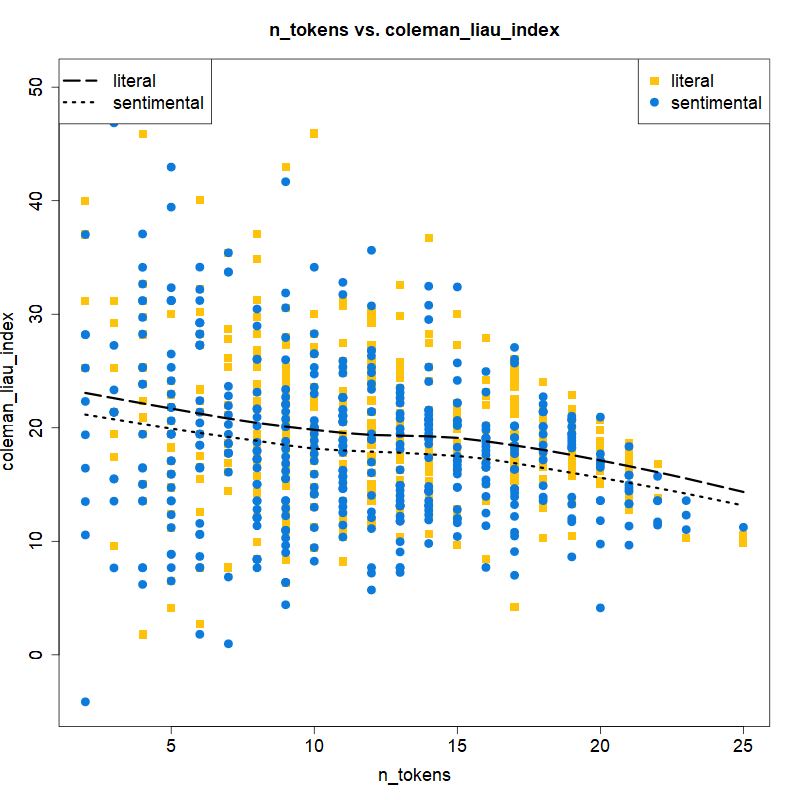 n_tokens vs. coleman_liau_index
literal
sentimental
literal
sentimental
coleman_liau_index
50
40
30
20
10
0
5 10 15 20 25
n_tokens